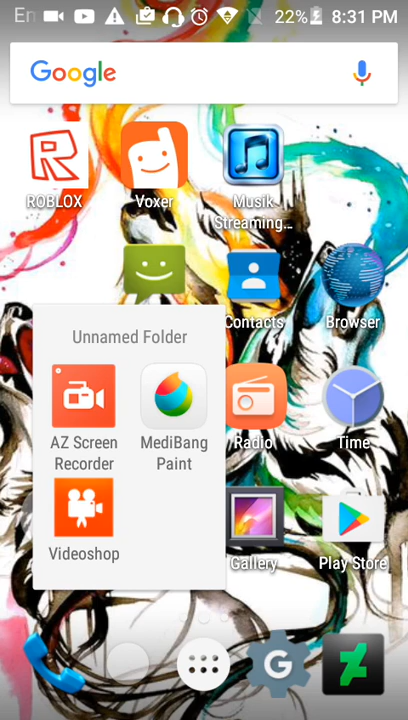 En
22%
8:31 PM
Google
ROBLOX
Voxer
Musik
Streaming...
Contacts
Browser
Unnamed Folder
AZ Screen
Recorder
MediBang
Paint
Radio
Time
Videoshop
Gallery
Play Store
G